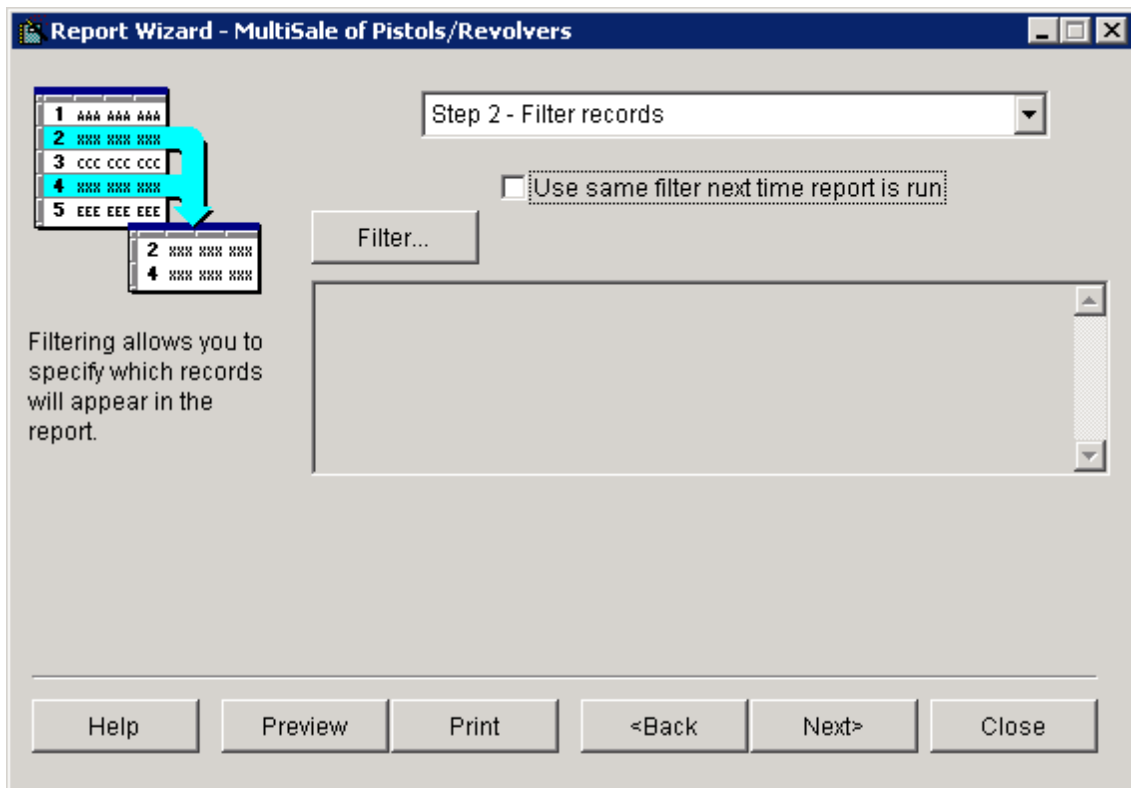 Report Wizard - MultiSale of Pistols/Revolvers
1 AAA AAA AAA
2 XXX XXX XXX
3 CCC CCC CCC
4 XXX XXX XXX
5 EEE EEE EEE
2 XXX XXX XXX
4 XXX XXX XXX
Filtering allows you to
specify which records
will appear in the
report.
Step 2 - Filter records
Use same filter next time report is run
Filter...
Help
Preview
Print
<Back
Next>
Close